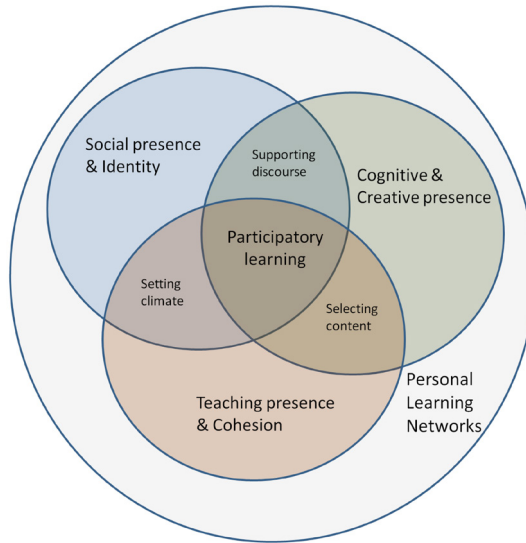 Social presence
& Identity
Supporting
discourse
Cognitive &
Creative presence
Participatory
learning
Setting
climate
Selecting
content
Teaching presence
& Cohesion
Personal
Learning
Networks